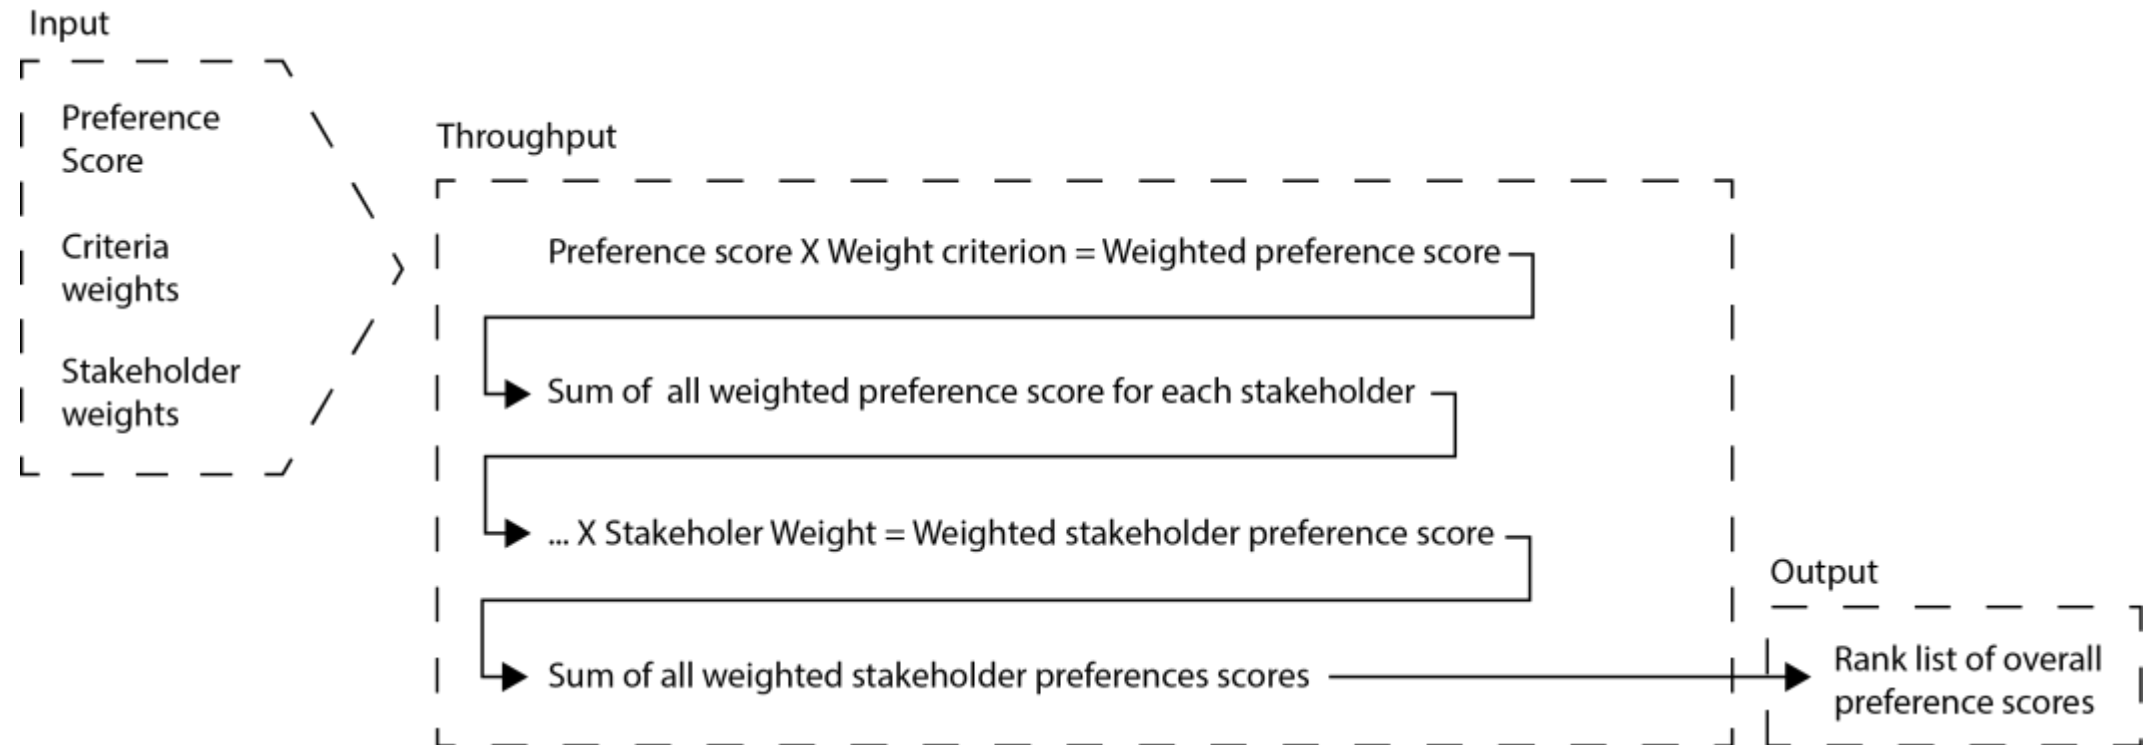 Input
Preference
Score
Criteria
weights
Stakeholder
weights
Throughput
Preference score X Weight criterion = Weighted preference score
Sum of  all weighted preference score for each stakeholder
... X Stakeholer Weight = Weighted stakeholder preference score
Sum of all weighted stakeholder preferences scores
Output
Rank list of overall
preference scores